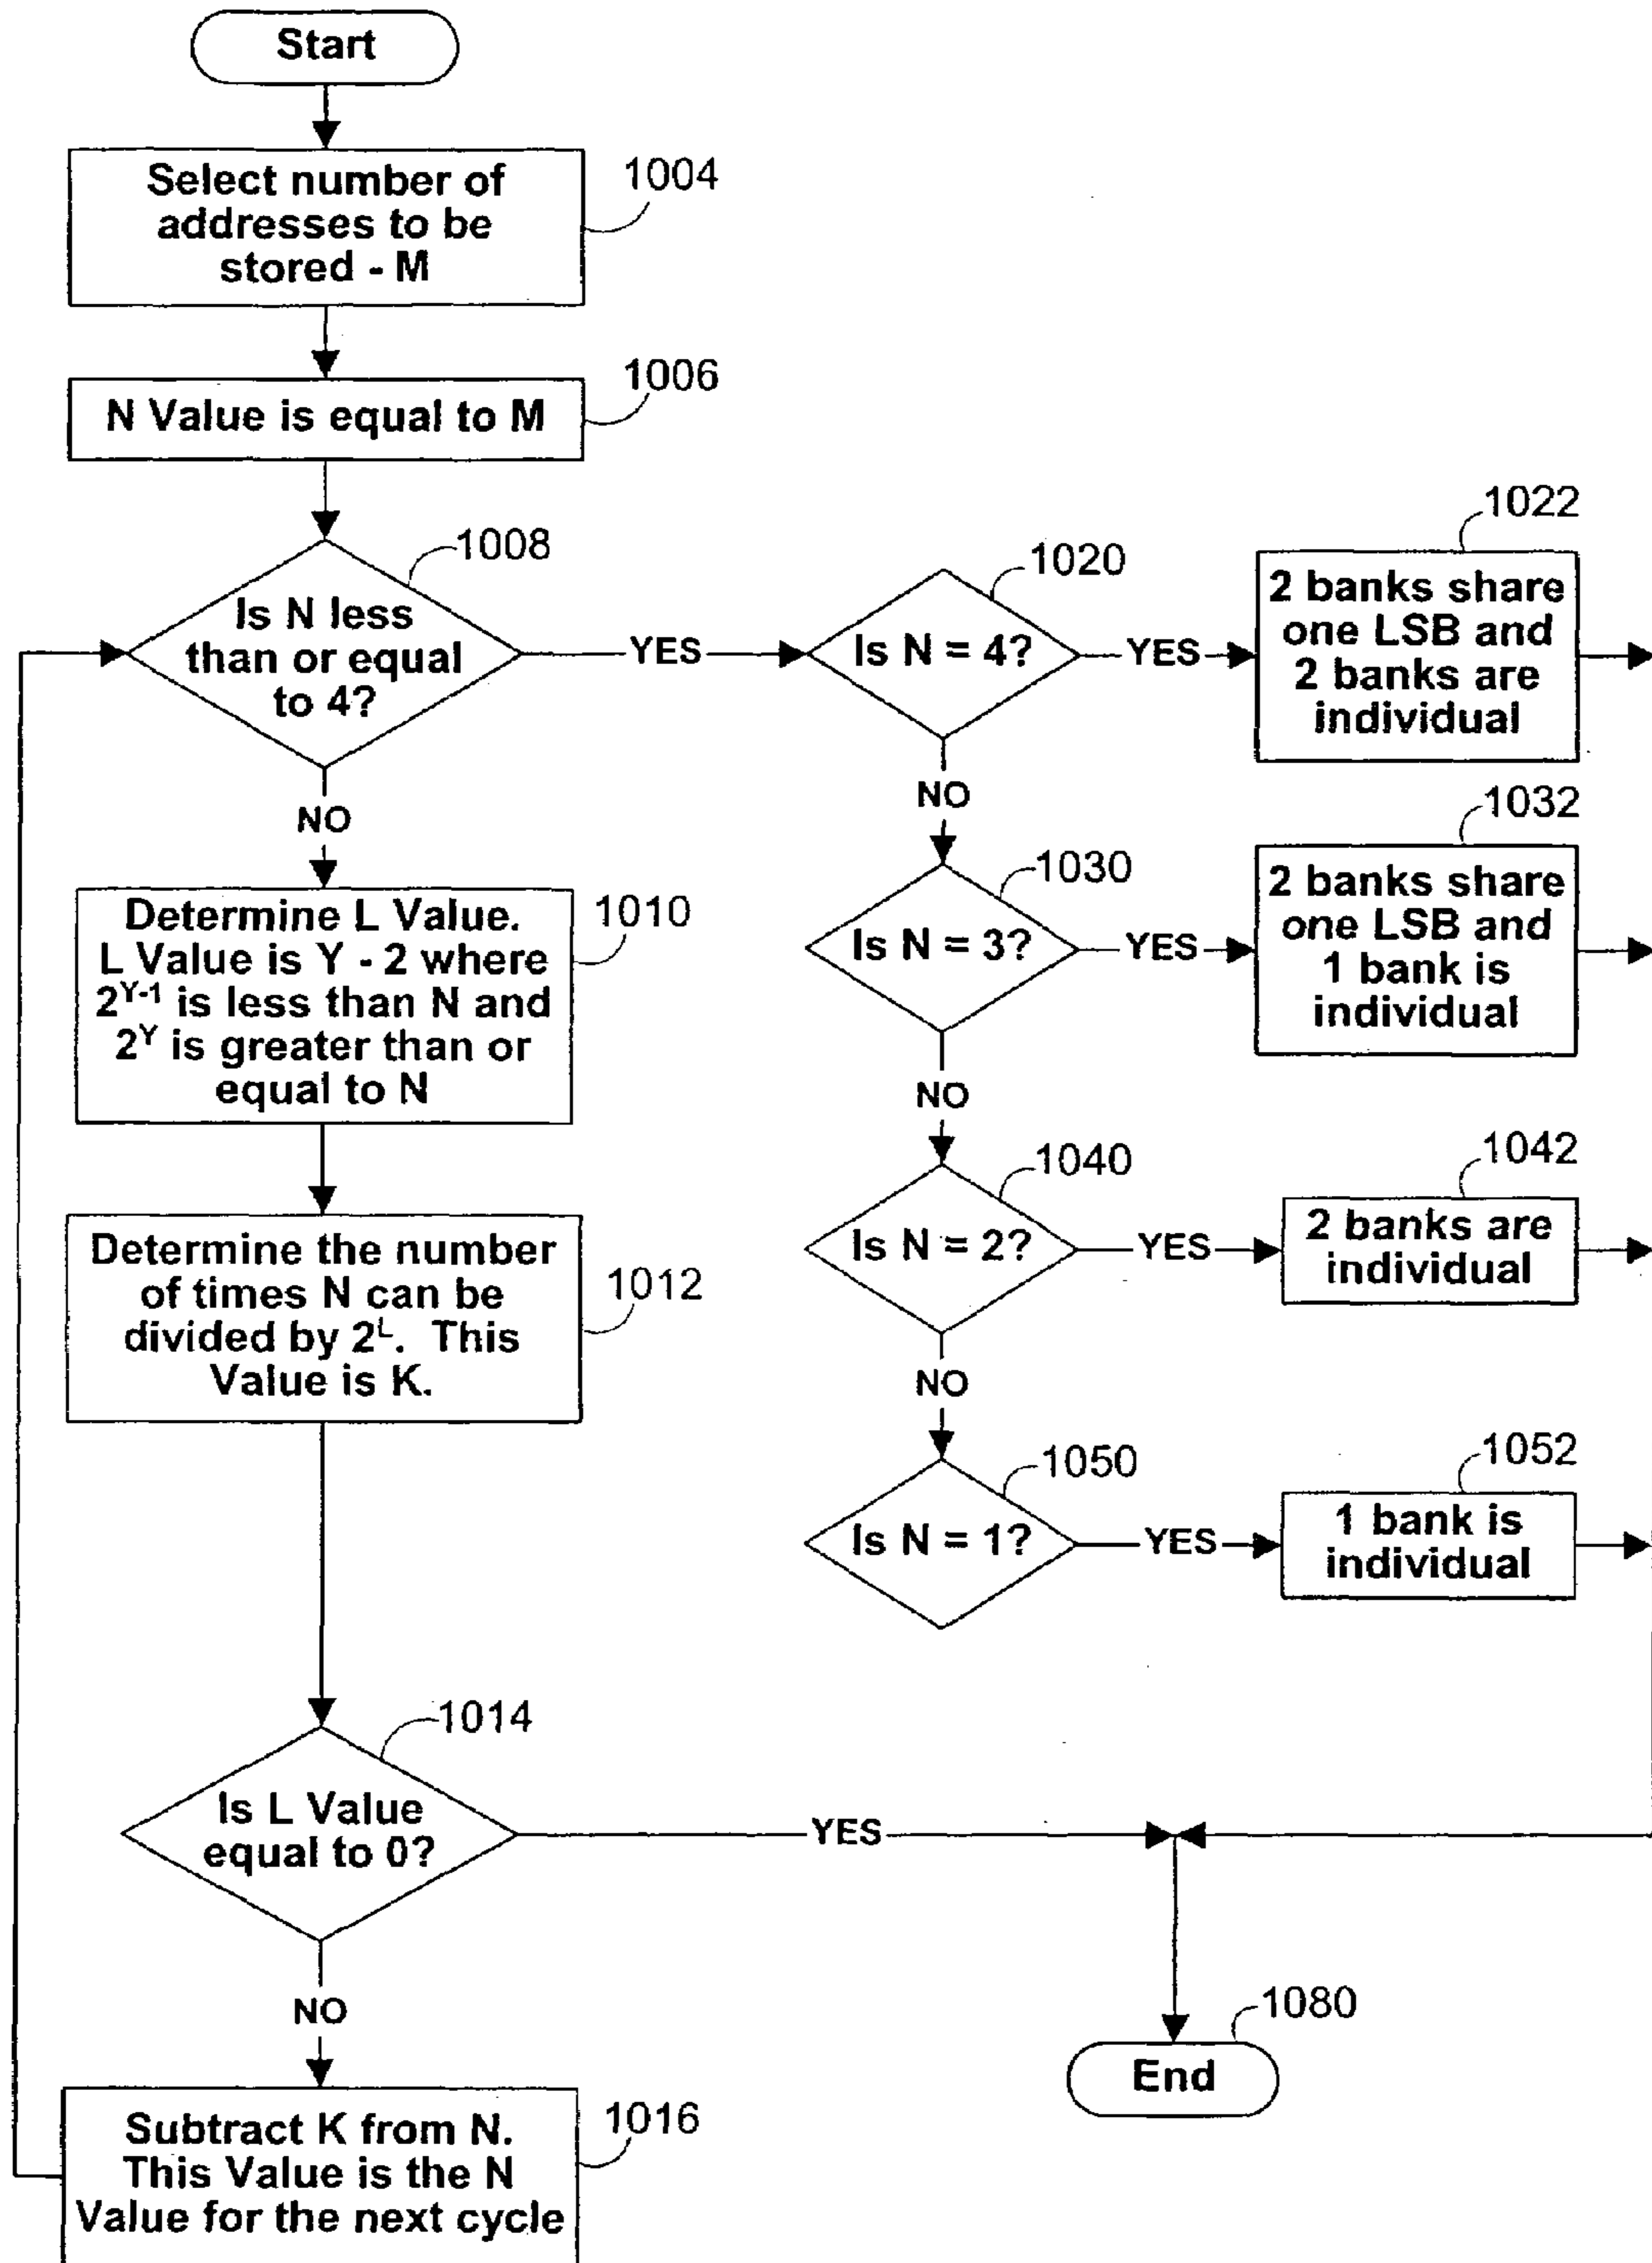 Start
Select number of
addresses to be
stored - M
1004
N Value is equal to M
1006
Is N less
than or equal
to 4?
1008
YES
NO
Is N = 4?
1020
YES
NO
2 banks share
one LSB and
2 banks are
individual
1022
Determine L Value.
L Value is Y - 2 where
2^Y-1 is less than N and
2^Y is greater than or
equal to N
1010
Is N = 3?
1030
YES
NO
2 banks share
one LSB and
1 bank is
individual
1032
Determine the number
of times N can be
divided by 2^L. This
Value is K.
1012
Is N = 2?
1040
YES
NO
2 banks are
individual
1042
Is N = 1?
1050
YES
1 bank is
individual
1052
Is L Value
equal to 0?
1014
YES
NO
Subtract K from N.
This Value is the N
Value for the next cycle
1016
End
1080